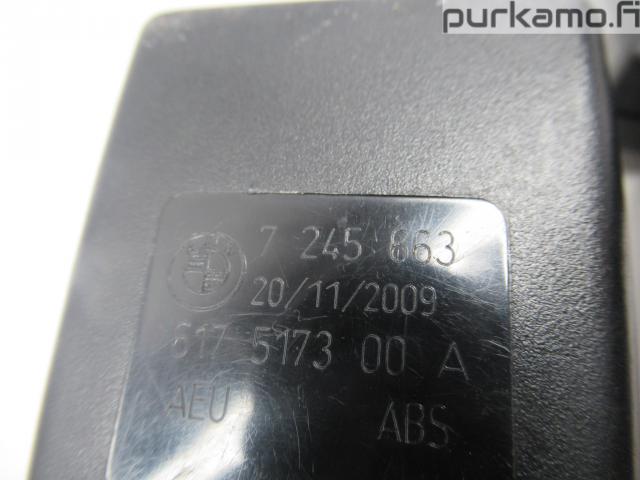 purkamo.fi
7 245 863
20/11/2009
617 5173 00 A
AEU ABS